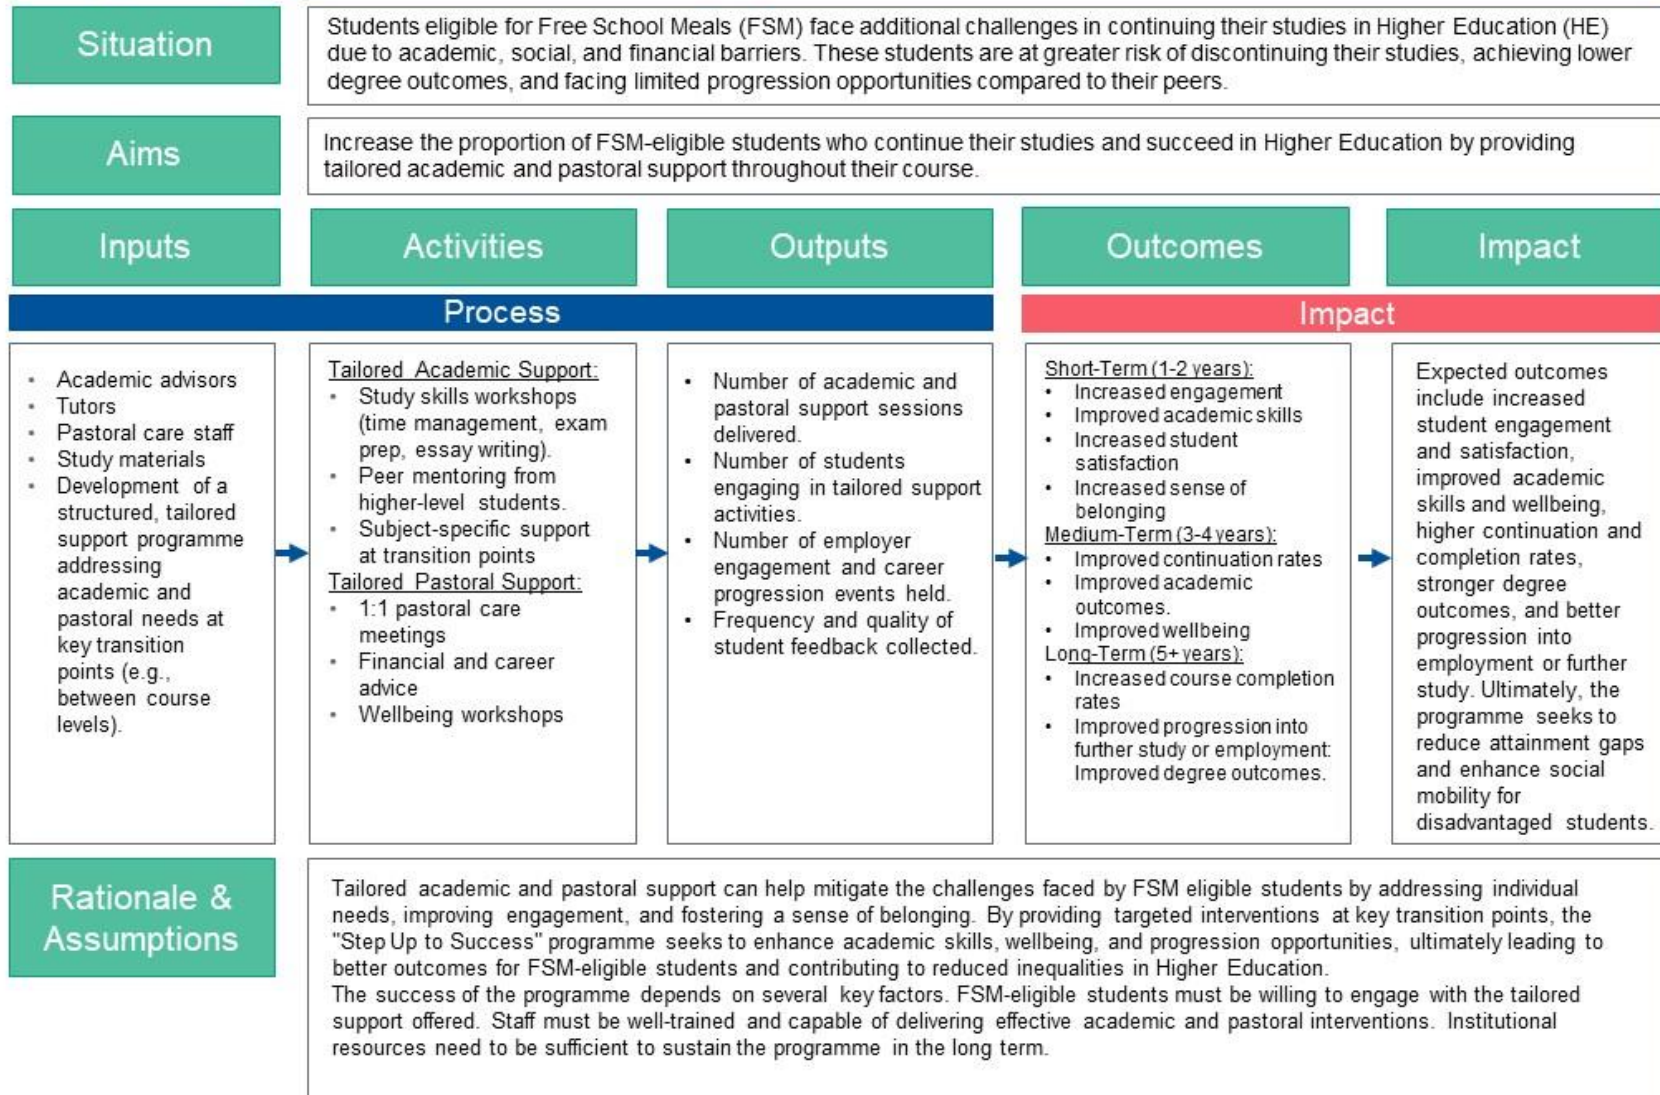 Situation
Students eligible for Free School Meals (FSM) face additional challenges in continuing their studies in Higher Education (HE)
due to academic, social, and financial barriers. These students are at greater risk of discontinuing their studies, achieving lower
degree outcomes, and facing limited progression opportunities compared to their peers.
Aims
Increase the proportion of FSM-eligible students who continue their studies and succeed in Higher Education by providing
tailored academic and pastoral support throughout their course.
Inputs
Activities
Outputs
Outcomes
Impact
Process
Impact
• Academic advisors
• Tutors
• Pastoral care staff
• Study materials
• Development of a
structured, tailored
support programme
addressing
academic and
pastoral needs at
key transition
points (e.g.,
between course
levels).
Tailored Academic Support:
• Study skills workshops
(time management, exam
prep, essay writing).
• Peer mentoring from
higher-level students.
• Subject-specific support
at transition points
Tailored Pastoral Support:
• 1:1 pastoral care
meetings
• Financial and career
advice
• Wellbeing workshops
• Number of academic and
pastoral support sessions
delivered.
• Number of students
engaging in tailored support
activities.
• Number of employer
engagement and career
progression events held.
• Frequency and quality of
student feedback collected.
Short-Term (1-2 years):
• Increased engagement
• Improved academic skills
• Increased student
satisfaction
• Increased sense of
belonging
Medium-Term (3-4 years):
• Improved continuation rates
• Improved academic
outcomes.
• Improved wellbeing
Long-Term (5+ years):
• Increased course completion
rates
• Improved progression into
further study or employment:
Improved degree outcomes.
Expected outcomes
include increased
student engagement
and satisfaction,
improved academic
skills and wellbeing,
higher continuation and
completion rates,
stronger degree
outcomes, and better
progression into
employment or further
study. Ultimately, the
programme seeks to
reduce attainment gaps
and enhance social
mobility for
disadvantaged students.
Rationale &
Assumptions
Tailored academic and pastoral support can help mitigate the challenges faced by FSM eligible students by addressing individual
needs, improving engagement, and fostering a sense of belonging. By providing targeted interventions at key transition points, the
"Step Up to Success" programme seeks to enhance academic skills, wellbeing, and progression opportunities, ultimately leading to
better outcomes for FSM-eligible students and contributing to reduced inequalities in Higher Education.
The success of the programme depends on several key factors. FSM-eligible students must be willing to engage with the tailored
support offered. Staff must be well-trained and capable of delivering effective academic and pastoral interventions. Institutional
resources need to be sufficient to sustain the programme in the long term.